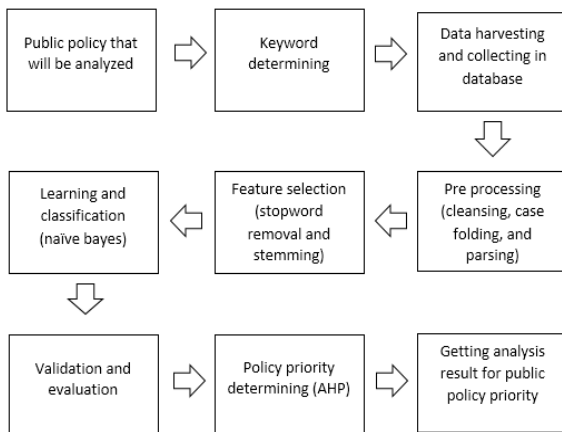 Public policy that
will be analyzed
Keyword
determining
Data harvesting
and collecting in
database
Pre processing
(cleansing, case
folding, and
parsing)
Feature selection
(stopword
removal and
stemming)
Learning and
classification
(naïve bayes)
Validation and
evaluation
Policy priority
determining (AHP)
Getting analysis
result for public
policy priority